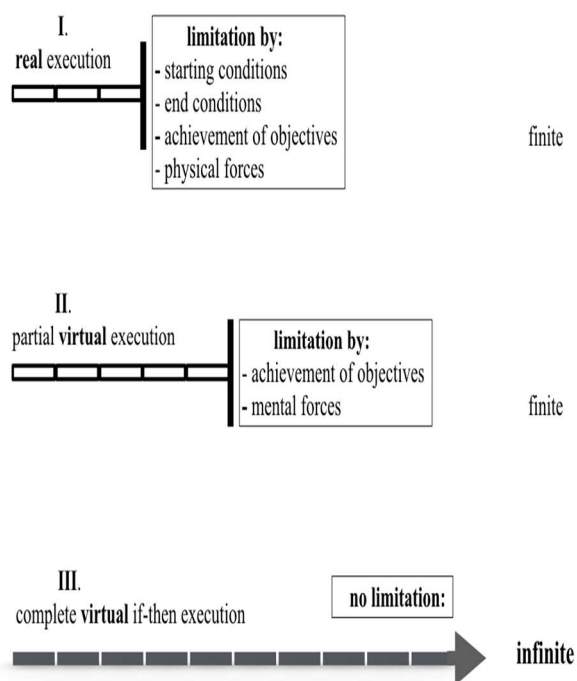 I.
real execution
limitation by:
- starting conditions
- end conditions
- achievement of objectives
- physical forces
finite
II.
partial virtual execution
limitation by:
- achievement of objectives
- mental forces
finite
III.
complete virtual if-then execution
no limitation:
infinite